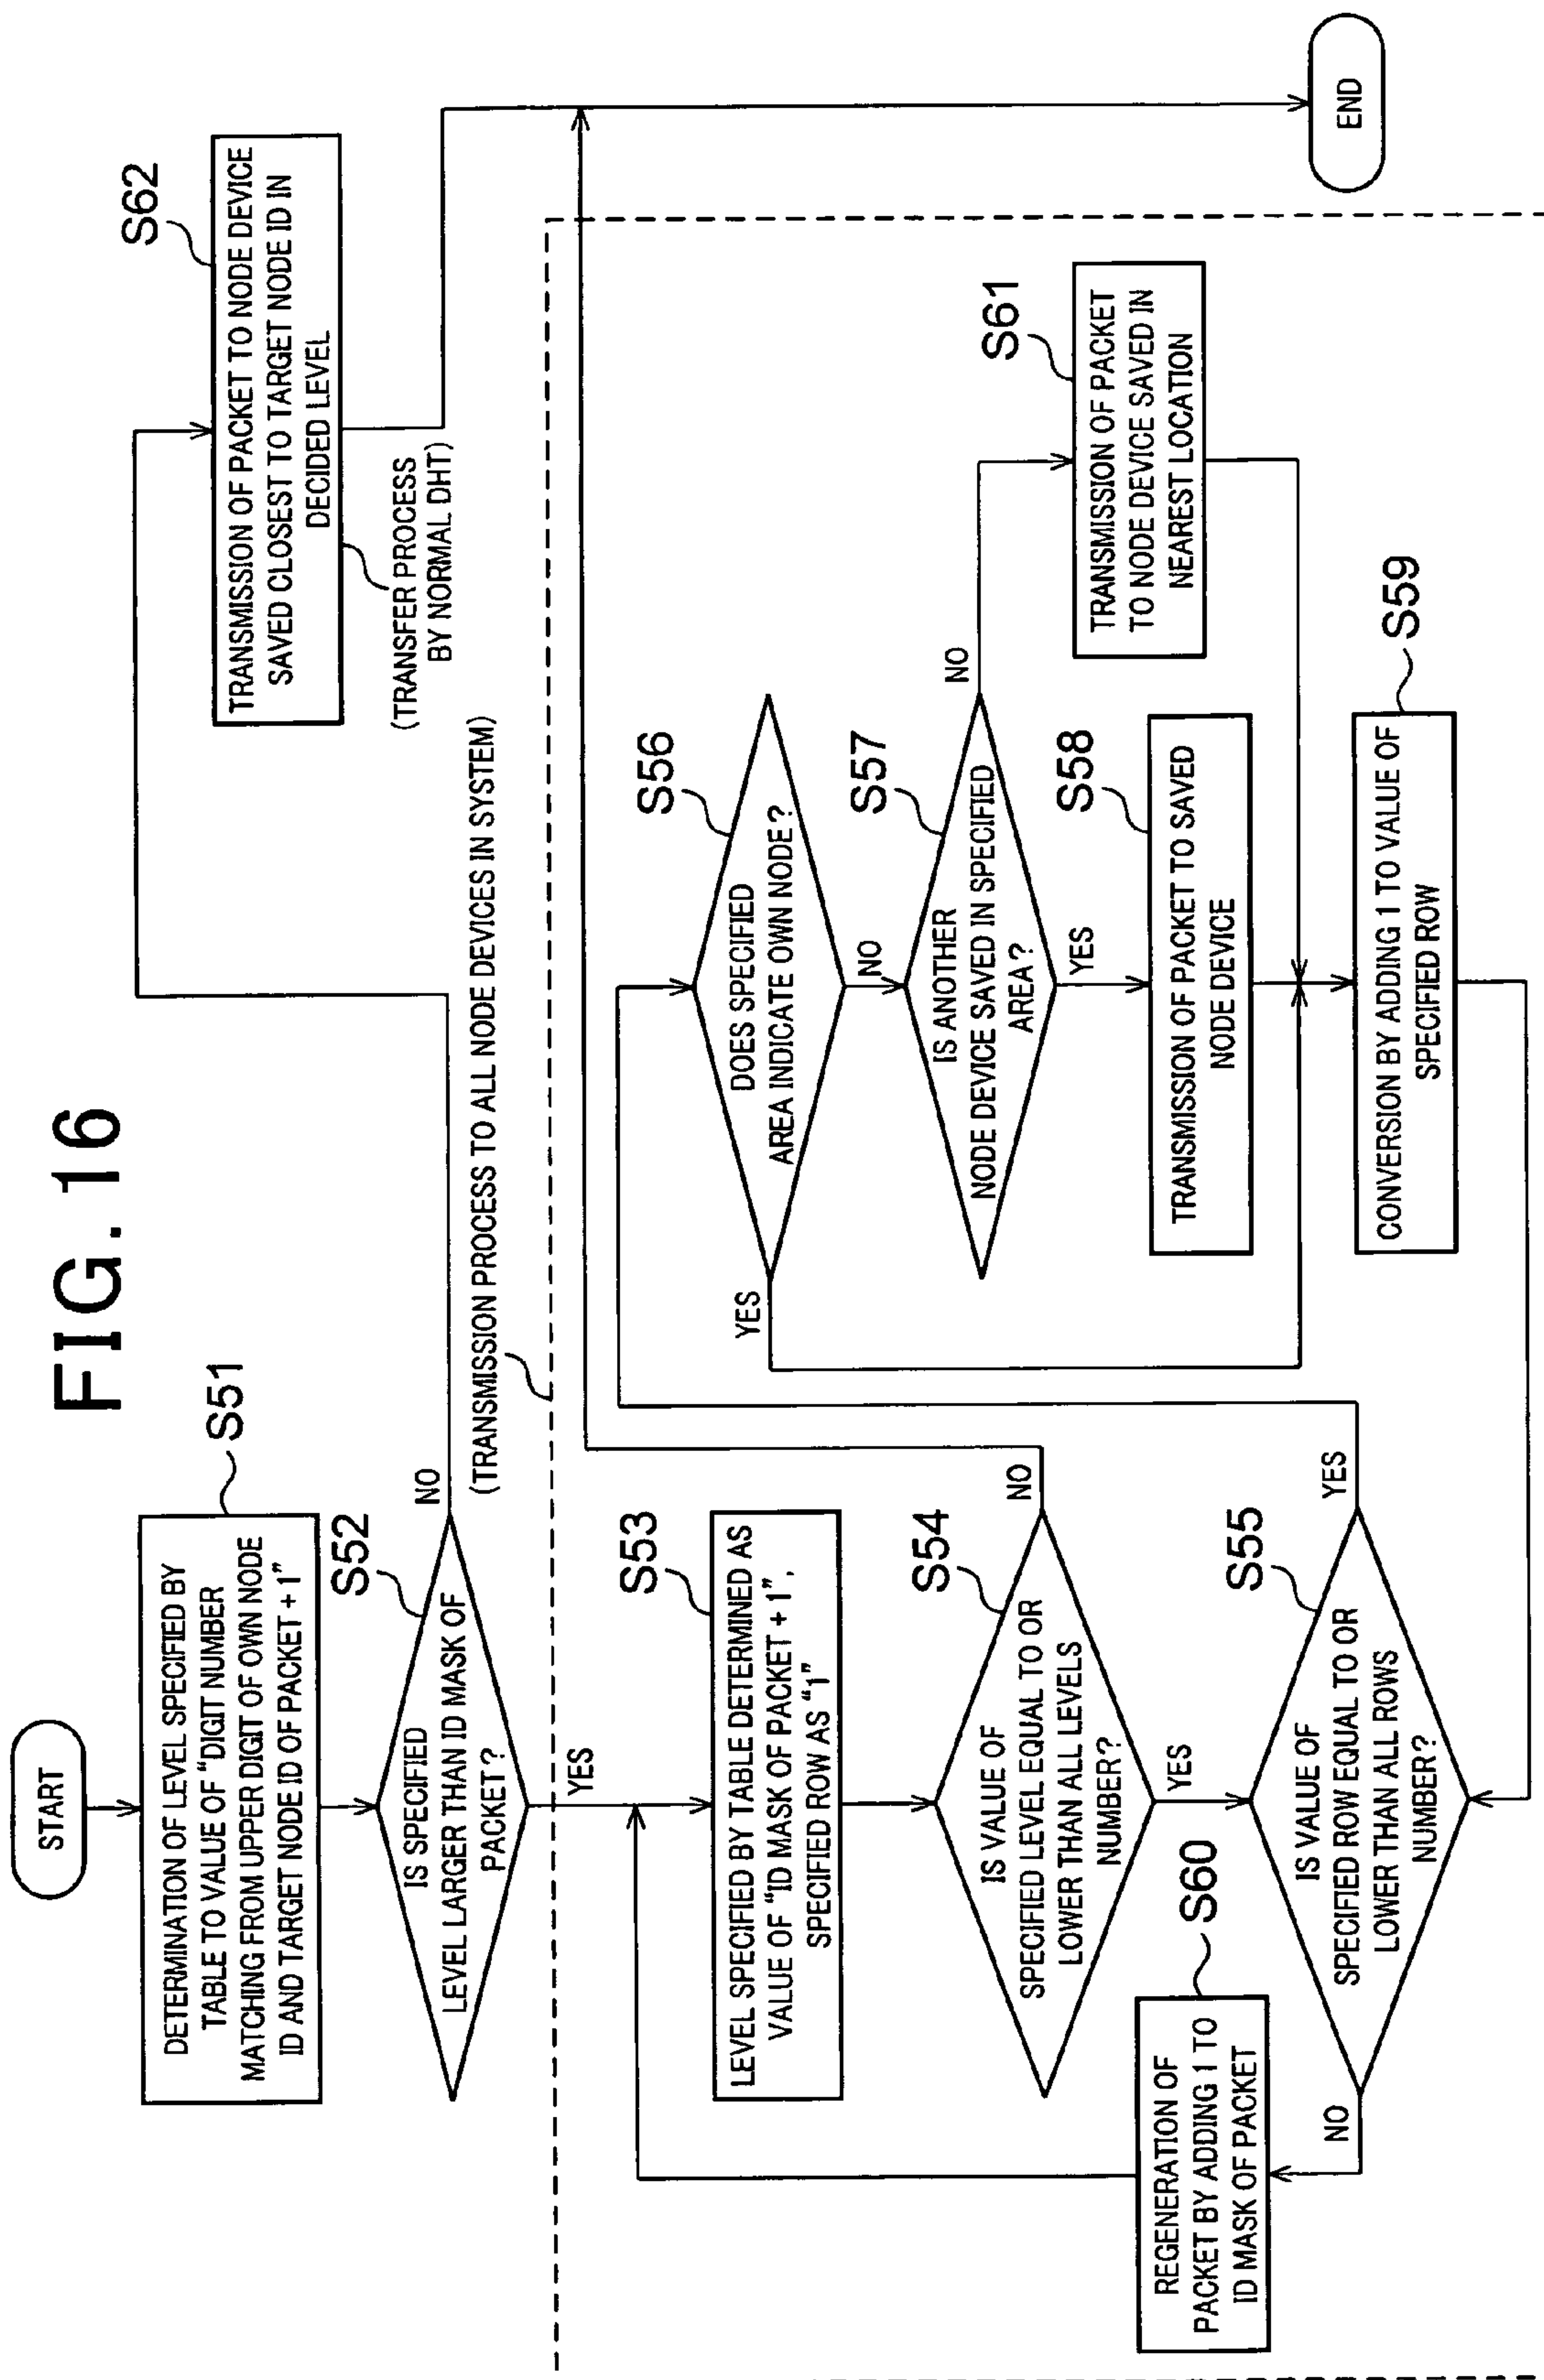 FIG. 16
START
S51
DETERMINATION OF LEVEL SPECIFIED BY
TABLE TO VALUE OF "DIGIT NUMBER
MATCHING FROM UPPER DIGIT OF OWN NODE
ID AND TARGET NODE ID OF PACKET + 1"
S52
IS SPECIFIED
LEVEL LARGER THAN ID MASK OF
PACKET?
NO
YES
S62
TRANSMISSION OF PACKET TO NODE DEVICE
SAVED CLOSEST TO TARGET NODE ID IN
DECIDED LEVEL
(TRANSFER PROCESS
BY NORMAL DHT)
(TRANSMISSION PROCESS TO ALL NODE DEVICES IN SYSTEM)
S53
LEVEL SPECIFIED BY TABLE DETERMINED AS
VALUE OF "ID MASK OF PACKET + 1",
SPECIFIED ROW AS "1"
S54
IS VALUE OF
SPECIFIED LEVEL EQUAL TO OR
LOWER THAN ALL LEVELS
NUMBER?
NO
YES
S55
IS VALUE OF
SPECIFIED ROW EQUAL TO OR
LOWER THAN ALL ROWS
NUMBER?
YES
NO
S60
REGENERATION OF
PACKET BY ADDING 1 TO
ID MASK OF PACKET
S56
DOES SPECIFIED
AREA INDICATE OWN NODE?
YES
NO
S57
IS ANOTHER
NODE DEVICE SAVED IN SPECIFIED
AREA?
NO
YES
S58
TRANSMISSION OF PACKET TO SAVED
NODE DEVICE
S61
TRANSMISSION OF PACKET
TO NODE DEVICE SAVED IN
NEAREST LOCATION
S59
CONVERSION BY ADDING 1 TO VALUE OF
SPECIFIED ROW
END